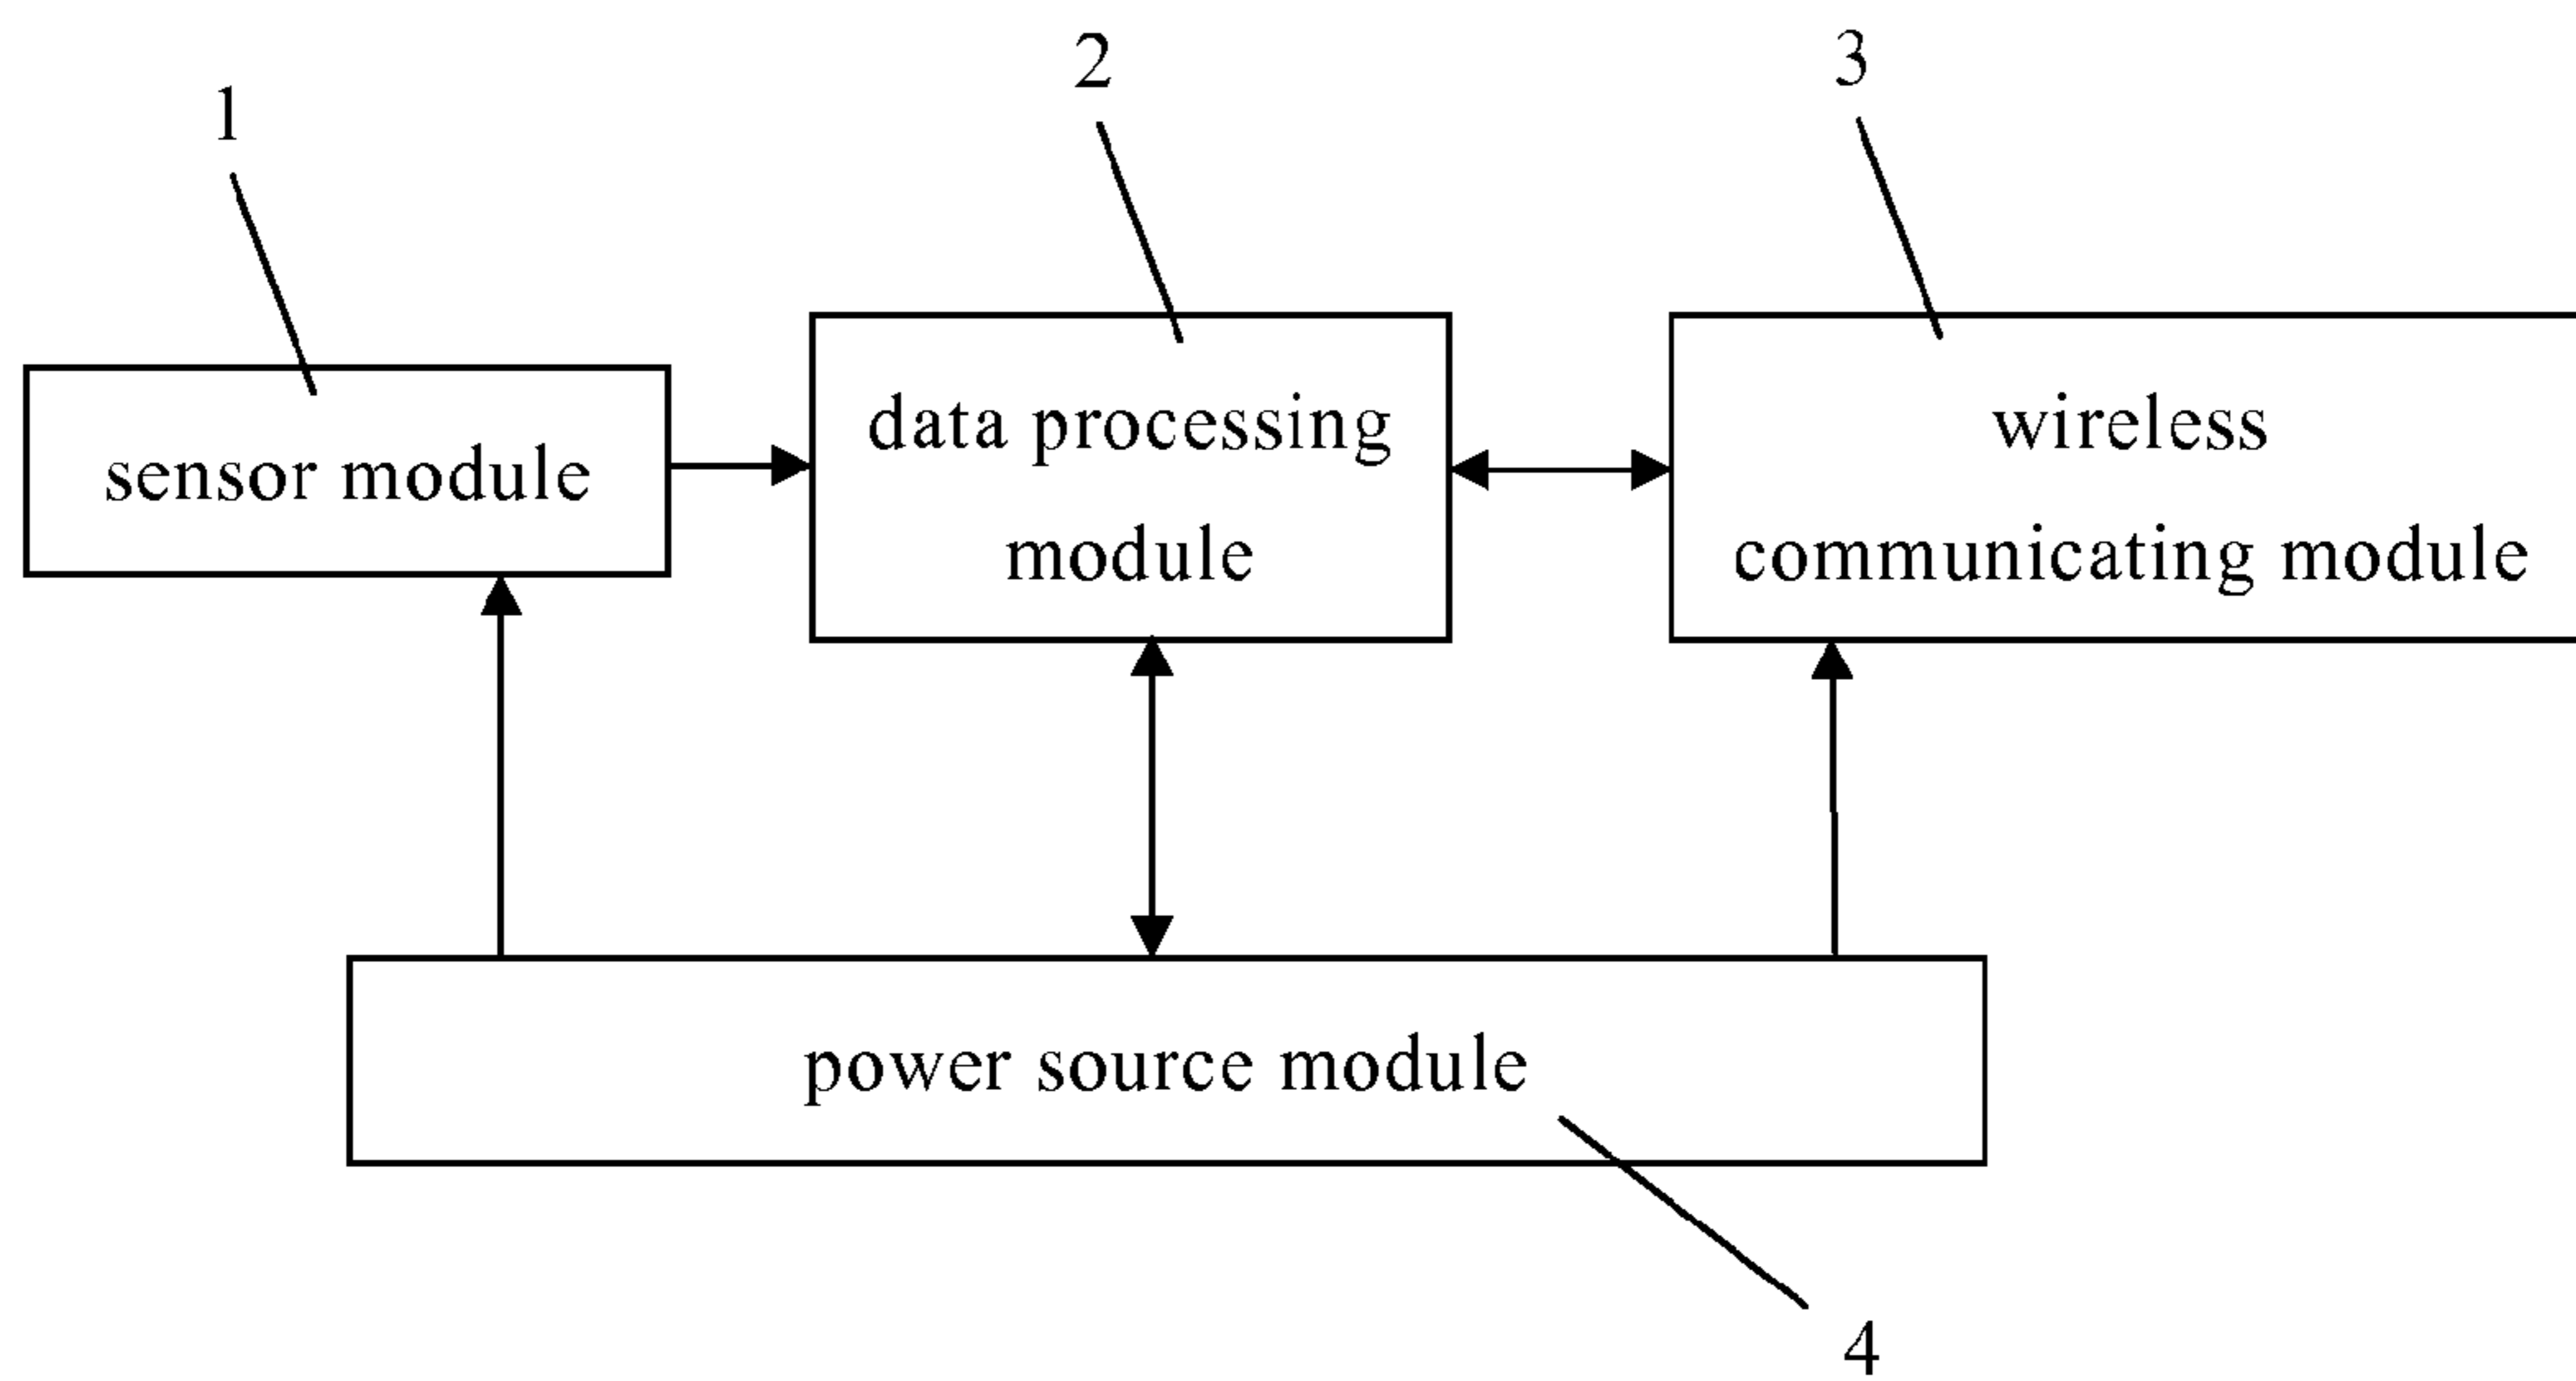 1
2
3
sensor module
data processing
module
wireless
communicating module
power source module
4